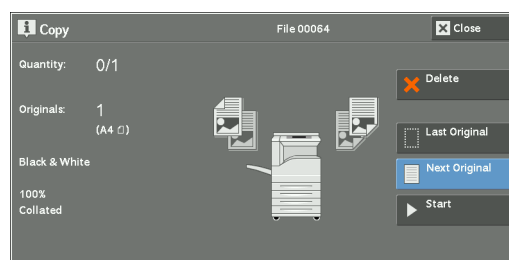 Copy File 00064 Close
Quantity: 0/1
Delete
Originals: 1
(A4)
Last Original
Black & White
Next Original
100%
Start
Collated